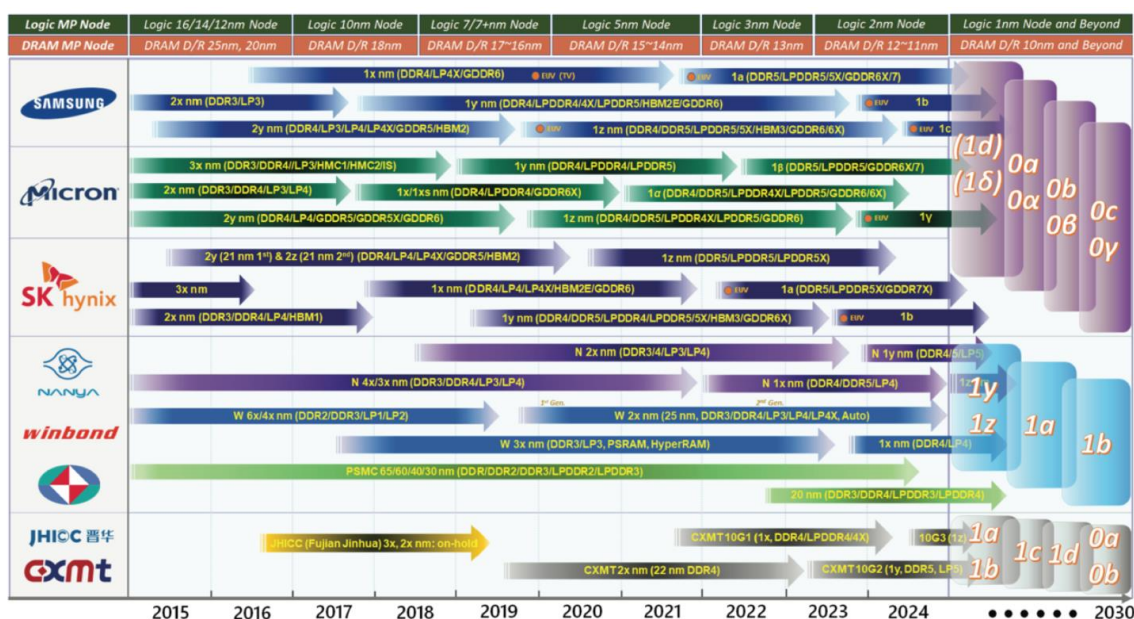 Logic MP Node Logic 16/14/12nm Node Logic 10nm Node Logic 7/7+nm Node Logic 5nm Node Logic 3nm Node Logic 2nm Node Logic 1nm Node and Beyond
DRAM MP Node DRAM D/R 25nm, 20nm DRAM D/R 18nm DRAM D/R 17~16nm DRAM D/R 15~14nm DRAM D/R 13nm DRAM D/R 12~11nm DRAM D/R 10nm and Beyond
SAMSUNG
1x nm (DDR4/LP4X/GDDR6) EUV (TV) EUV 1a (DDR5/LPDDR5/5X/GDDR6X/7)
2x nm (DDR3/LP3) 1y nm (DDR4/LPDDR4/4X/LPDDR5/HBM2E/GDDR6) EUV 1b
2y nm (DDR4/LP3/LP4/LP4X/GDDR5/HBM2) EUV 1z nm (DDR4/DDR5/LPDDR5/5X/HBM3/GDDR6/6X) EUV 1c
Micron
3x nm (DDR3/DDR4//LP3/HMC1/HMC2/IS) 1y nm (DDR4/LPDDR4/LPDDR5) 1β (DDR5/LPDDR5/GDDR6X/7)
2x nm (DDR3/DDR4/LP3/LP4) 1x/1xs nm (DDR4/LPDDR4/GDDR6X) 1α (DDR4/DDR5/LPDDR4X/LPDDR5/GDDR6/6X)
2y nm (DDR4/LP4/GDDR5/GDDR5X/GDDR6) 1z nm (DDR4/DDR5/LPDDR4X/LPDDR5/GDDR6) EUV 1γ
(1d)
(1δ)
0a
0α
0b
0β
0c
0γ
SK hynix
2y (21 nm 1st) & 2z (21 nm 2nd) (DDR4/LP4/LP4X/GDDR5/HBM2) 1z nm (DDR5/LPDDR5/LPDDR5X)
3x nm 1x nm (DDR4/LP4/LP4X/HBM2E/GDDR6) EUV 1a (DDR5/LPDDR5X/GDDR7X)
2x nm (DDR3/DDR4/LP4/HBM1) 1y nm (DDR4/DDR5/LPDDR4/LPDDR5/5X/HBM3/GDDR6X) EUV 1b
NANYA
N 2x nm (DDR3/4/LP3/LP4) N 1y nm (DDR4/5/LP5)
N 4x/3x nm (DDR3/DDR4/LP3/LP4) N 1x nm (DDR4/DDR5/LP4)
winbond
1st Gen. 2nd Gen.
W 6x/4x nm (DDR2/DDR3/LP1/LP2) W 2x nm (25 nm, DDR3/DDR4/LP3/LP4/LP4X, Auto)
W 3x nm (DDR3/LP3, PSRAM, HyperRAM) 1x nm (DDR4/LP4)
PSMC 65/60/40/30 nm (DDR/DDR2/DDR3/LPDDR2/LPDDR3)
20 nm (DDR3/DDR4/LPDDR3/LPDDR4)
1y
1z
1a
1b
JHICC 晋华
JHICC (Fujian Jinhua) 3x, 2x nm: on-hold CXMT10G1 (1x, DDR4/LPDDR4/4X) 10G3 (1z)
cxmt
CXMT 2x nm (22 nm DDR4) CXMT10G2 (1y, DDR5, LP5)
1a
1b
1c
1d
0a
0b
2015 2016 2017 2018 2019 2020 2021 2022 2023 2024 2030